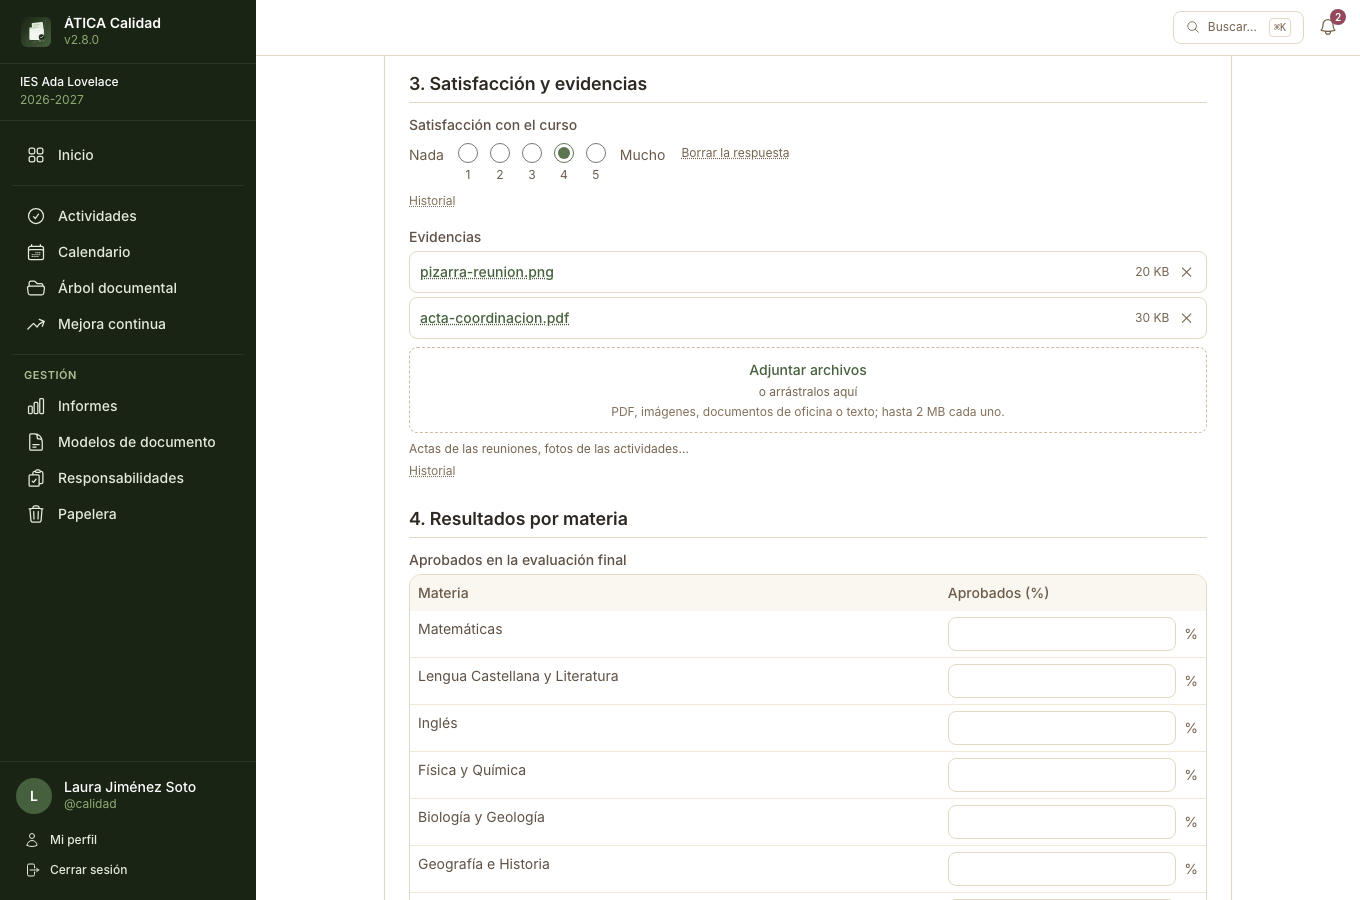 ÁTICA Calidad
v2.8.0
IES Ada Lovelace
2026-2027
Inicio
Actividades
Calendario
Árbol documental
Mejora continua
GESTIÓN
Informes
Modelos de documento
Responsabilidades
Papelera
L
Laura Jiménez Soto
@calidad
Mi perfil
Cerrar sesión
Buscar...
⌘K
2
3. Satisfacción y evidencias
Satisfacción con el curso
Nada
Mucho
Borrar la respuesta
1 2 3 4 5
Historial
Evidencias
pizarra-reunion.png 20 KB
acta-coordinacion.pdf 30 KB
Adjuntar archivos
o arrástralos aquí
PDF, imágenes, documentos de oficina o texto; hasta 2 MB cada uno.
Actas de las reuniones, fotos de las actividades...
Historial
4. Resultados por materia
Aprobados en la evaluación final
Materia Aprobados (%)
Matemáticas %
Lengua Castellana y Literatura %
Inglés %
Física y Química %
Biología y Geología %
Geografía e Historia %